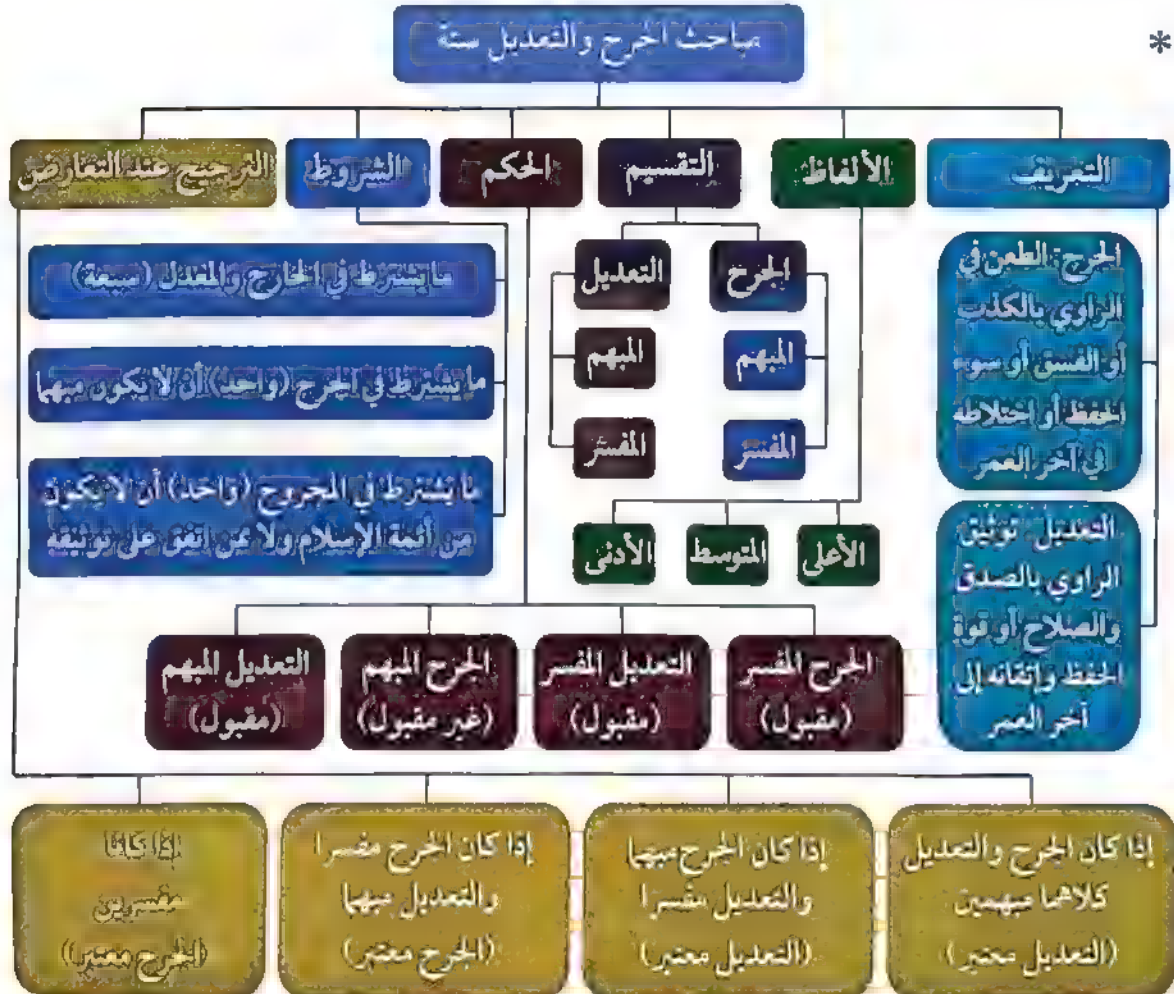 مباحث الجرح والتعديل ستة
*
التعريف
الألفاظ
التقسيم
الحكم
الشروط
الترجيح عند التعارض
الجرح: الطعن في
الراوي بالكذب
أو الفسق أو سوء
الحفظ أو اختلاطه
في آخر العمر
التعديل: توثيق
الراوي بالصدق
والصلاح أو قوة
الحفظ وإتقانه إلى
آخر العمر
الأعلى
المتوسط
الأدنى
الجرح
المبهم
المفسر
التعديل
المبهم
المفسر
الجرح المفسر
(مقبول)
التعديل المفسر
(مقبول)
الجرح المبهم
(غير مقبول)
التعديل المبهم
(مقبول)
ما يشترط في الجارح والمعدل (سبعة)
ما يشترط في الجرح (واحد) أن لا يكون مبهما
ما يشترط في المجروح (واحد) أن لا يكون
من أئمة الإسلام ولا من اتفق على توثيقه
إذا كان الجرح والتعديل
كلاهما مبهمين
(التعديل معتبر)
إذا كان الجرح مبهما
والتعديل مفسرا
(التعديل معتبر)
إذا كان الجرح مفسرا
والتعديل مبهما
(الجرح معتبر)
إذا كانا
مفسرين
(الجرح معتبر)